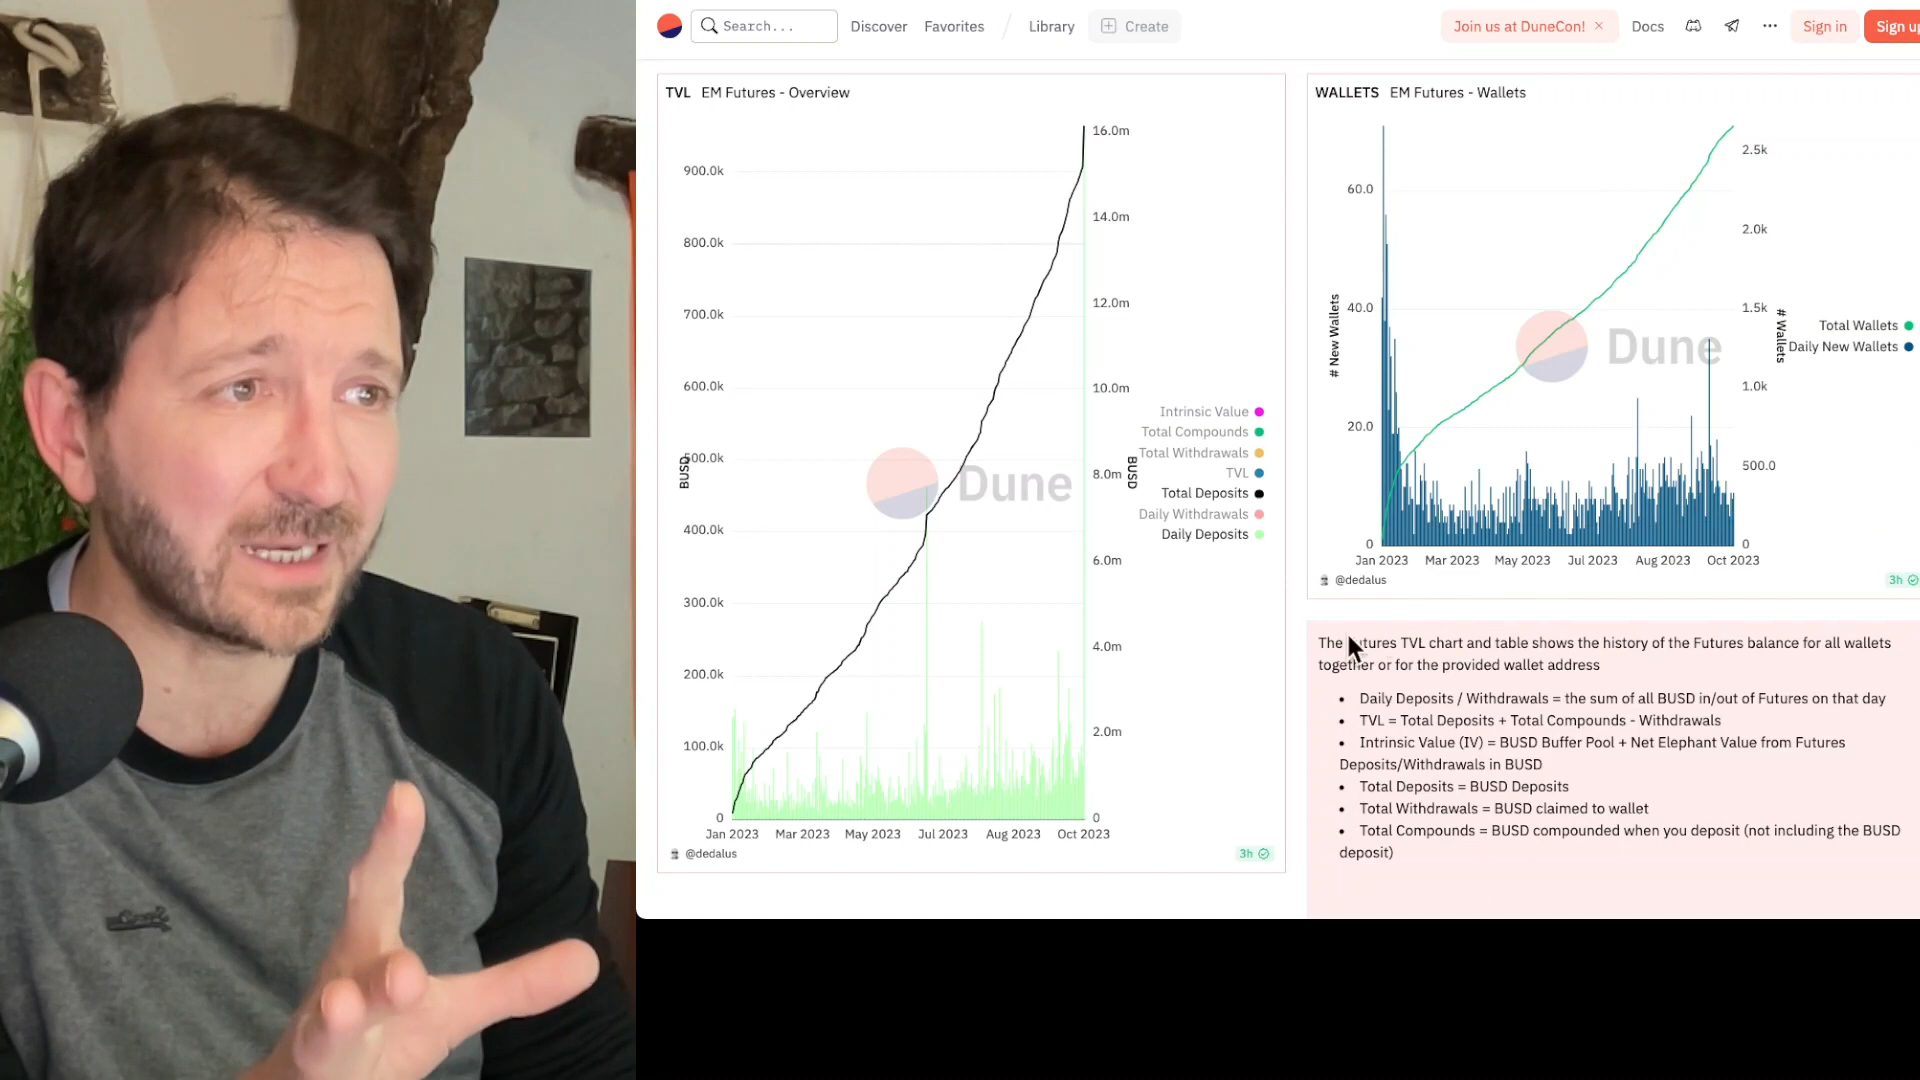 Search...
Discover
Favorites
Library
Create
Join us at DuneCon! ×
Docs
Sign in
Sign up
TVL EM Futures - Overview
16.0m
900.0k
14.0m
800.0k
12.0m
700.0k
10.0m
600.0k
Intrinsic Value
Total Compounds
Total Withdrawals
500.0k
BUSD
Dune
8.0m
BUSD
TVL
Total Deposits
Daily Withdrawals
400.0k
Daily Deposits
6.0m
300.0k
4.0m
200.0k
2.0m
100.0k
0
0
Jan 2023 Mar 2023 May 2023 Jul 2023 Aug 2023 Oct 2023
@dedalus
3h
WALLETS EM Futures - Wallets
2.5k
60.0
2.0k
40.0
1.5k
# New Wallets
# Wallets
Total Wallets
Dune
Daily New Wallets
1.0k
20.0
500.0
0
0
Jan 2023 Mar 2023 May 2023 Jul 2023 Aug 2023 Oct 2023
@dedalus
3h
The Futures TVL chart and table shows the history of the Futures balance for all wallets
together or for the provided wallet address
• Daily Deposits / Withdrawals = the sum of all BUSD in/out of Futures on that day
• TVL = Total Deposits + Total Compounds - Withdrawals
• Intrinsic Value (IV) = BUSD Buffer Pool + Net Elephant Value from Futures
Deposits/Withdrawals in BUSD
• Total Deposits = BUSD Deposits
• Total Withdrawals = BUSD claimed to wallet
• Total Compounds = BUSD compounded when you deposit (not including the BUSD
deposit)